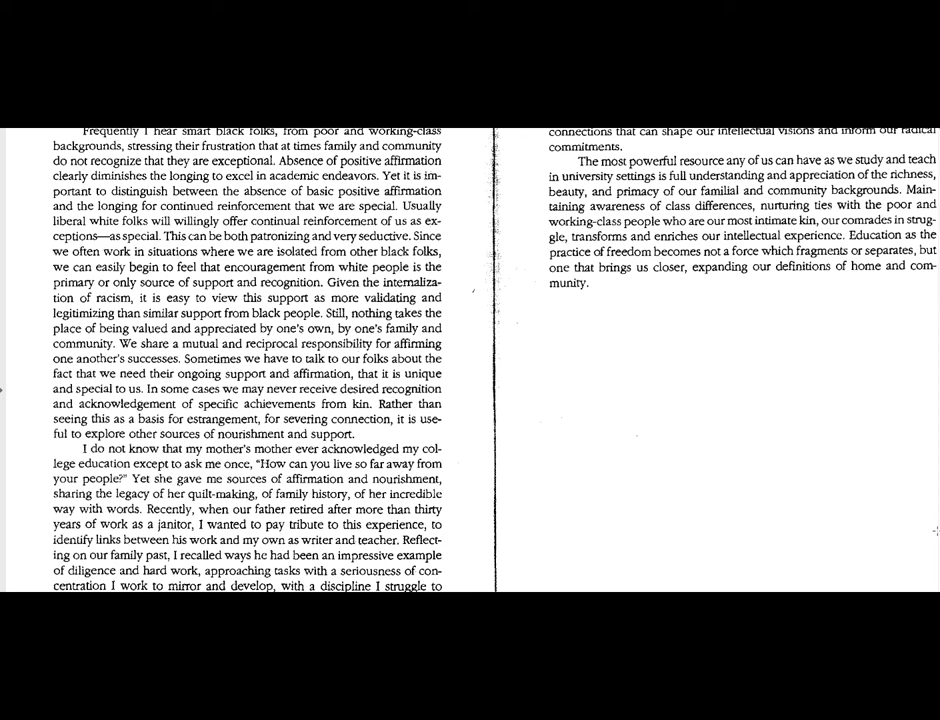 Frequently I hear smart black folks, from poor and working-class
backgrounds, stressing their frustration that at times family and community
do not recognize that they are exceptional. Absence of positive affirmation
clearly diminishes the longing to excel in academic endeavors. Yet it is im-
portant to distinguish between the absence of basic positive affirmation
and the longing for continued reinforcement that we are special. Usually
liberal white folks will willingly offer continual reinforcement of us as ex-
ceptions—as special. This can be both patronizing and very seductive. Since
we often work in situations where we are isolated from other black folks,
we can easily begin to feel that encouragement from white people is the
primary or only source of support and recognition. Given the internaliza-
tion of racism, it is easy to view this support as more validating and
legitimizing than similar support from black people. Still, nothing takes the
place of being valued and appreciated by one's own, by one's family and
community. We share a mutual and reciprocal responsibility for affirming
one another's successes. Sometimes we have to talk to our folks about the
fact that we need their ongoing support and affirmation, that it is unique
and special to us. In some cases we may never receive desired recognition
and acknowledgement of specific achievements from kin. Rather than
seeing this as a basis for estrangement, for severing connection, it is use-
ful to explore other sources of nourishment and support.
I do not know that my mother's mother ever acknowledged my col-
lege education except to ask me once, "How can you live so far away from
your people?" Yet she gave me sources of affirmation and nourishment,
sharing the legacy of her quilt-making, of family history, of her incredible
way with words. Recently, when our father retired after more than thirty
years of work as a janitor, I wanted to pay tribute to this experience, to
identify links between his work and my own as writer and teacher. Reflect-
ing on our family past, I recalled ways he had been an impressive example
of diligence and hard work, approaching tasks with a seriousness of con-
centration I work to mirror and develop, with a discipline I struggle to
connections that can shape our intellectual visions and inform our radical
commitments.
The most powerful resource any of us can have as we study and teach
in university settings is full understanding and appreciation of the richness,
beauty, and primacy of our familial and community backgrounds. Main-
taining awareness of class differences, nurturing ties with the poor and
working-class people who are our most intimate kin, our comrades in strug-
gle, transforms and enriches our intellectual experience. Education as the
practice of freedom becomes not a force which fragments or separates, but
one that brings us closer, expanding our definitions of home and com-
munity.